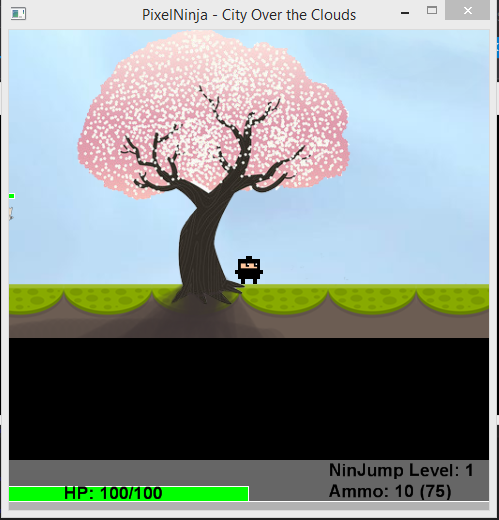 PixelNinja - City Over the Clouds
NinJump Level: 1
HP: 100/100
Ammo: 10 (75)